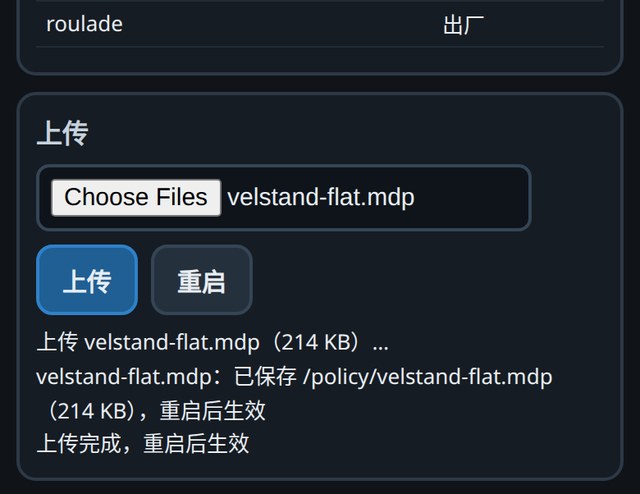 roulade 出厂
上传
Choose Files velstand-flat.mdp
上传 重启
上传 velstand-flat.mdp（214 KB）...
velstand-flat.mdp：已保存 /policy/velstand-flat.mdp
（214 KB），重启后生效
上传完成，重启后生效